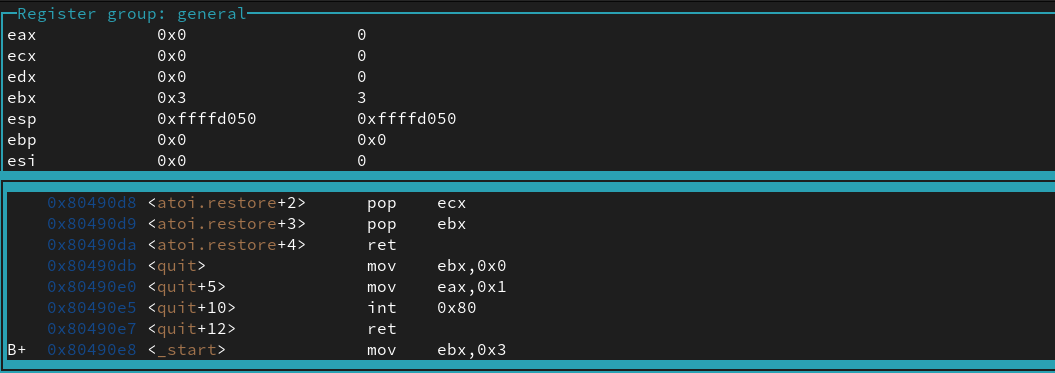 Register group: general
eax 0x0 0
ecx 0x0 0
edx 0x0 0
ebx 0x3 3
esp 0xffffd050 0xffffd050
ebp 0x0 0x0
esi 0x0 0
0x80490d8 <atoi.restore+2> pop ecx
0x80490d9 <atoi.restore+3> pop ebx
0x80490da <atoi.restore+4> ret
0x80490db <quit> mov ebx,0x0
0x80490e0 <quit+5> mov eax,0x1
0x80490e5 <quit+10> int 0x80
0x80490e7 <quit+12> ret
B+ 0x80490e8 <_start> mov ebx,0x3